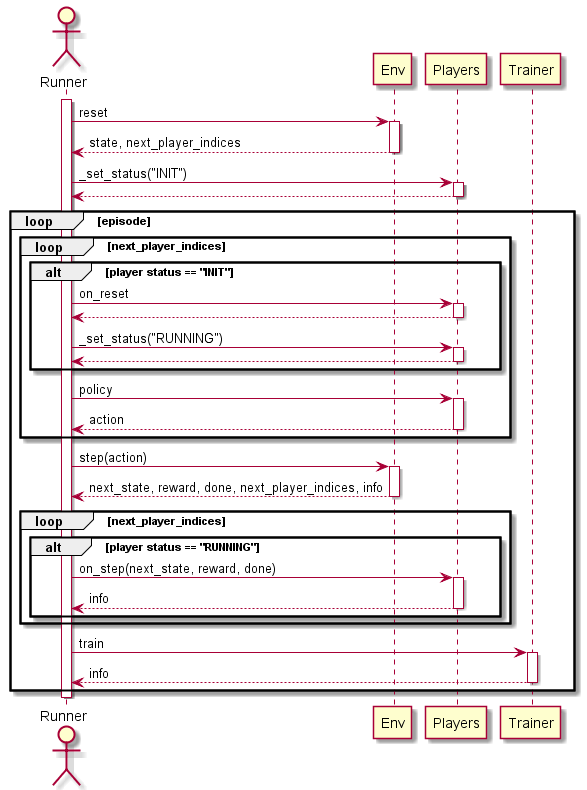 Runner
Env Players Trainer
reset
state, next_player_indices
_set_status("INIT")
loop [episode]
loop [next_player_indices]
alt [player status == "INIT"]
on_reset
_set_status("RUNNING")
policy
action
step(action)
next_state, reward, done, next_player_indices, info
loop [next_player_indices]
alt [player status == "RUNNING"]
on_step(next_state, reward, done)
info
train
info
Runner
Env Players Trainer